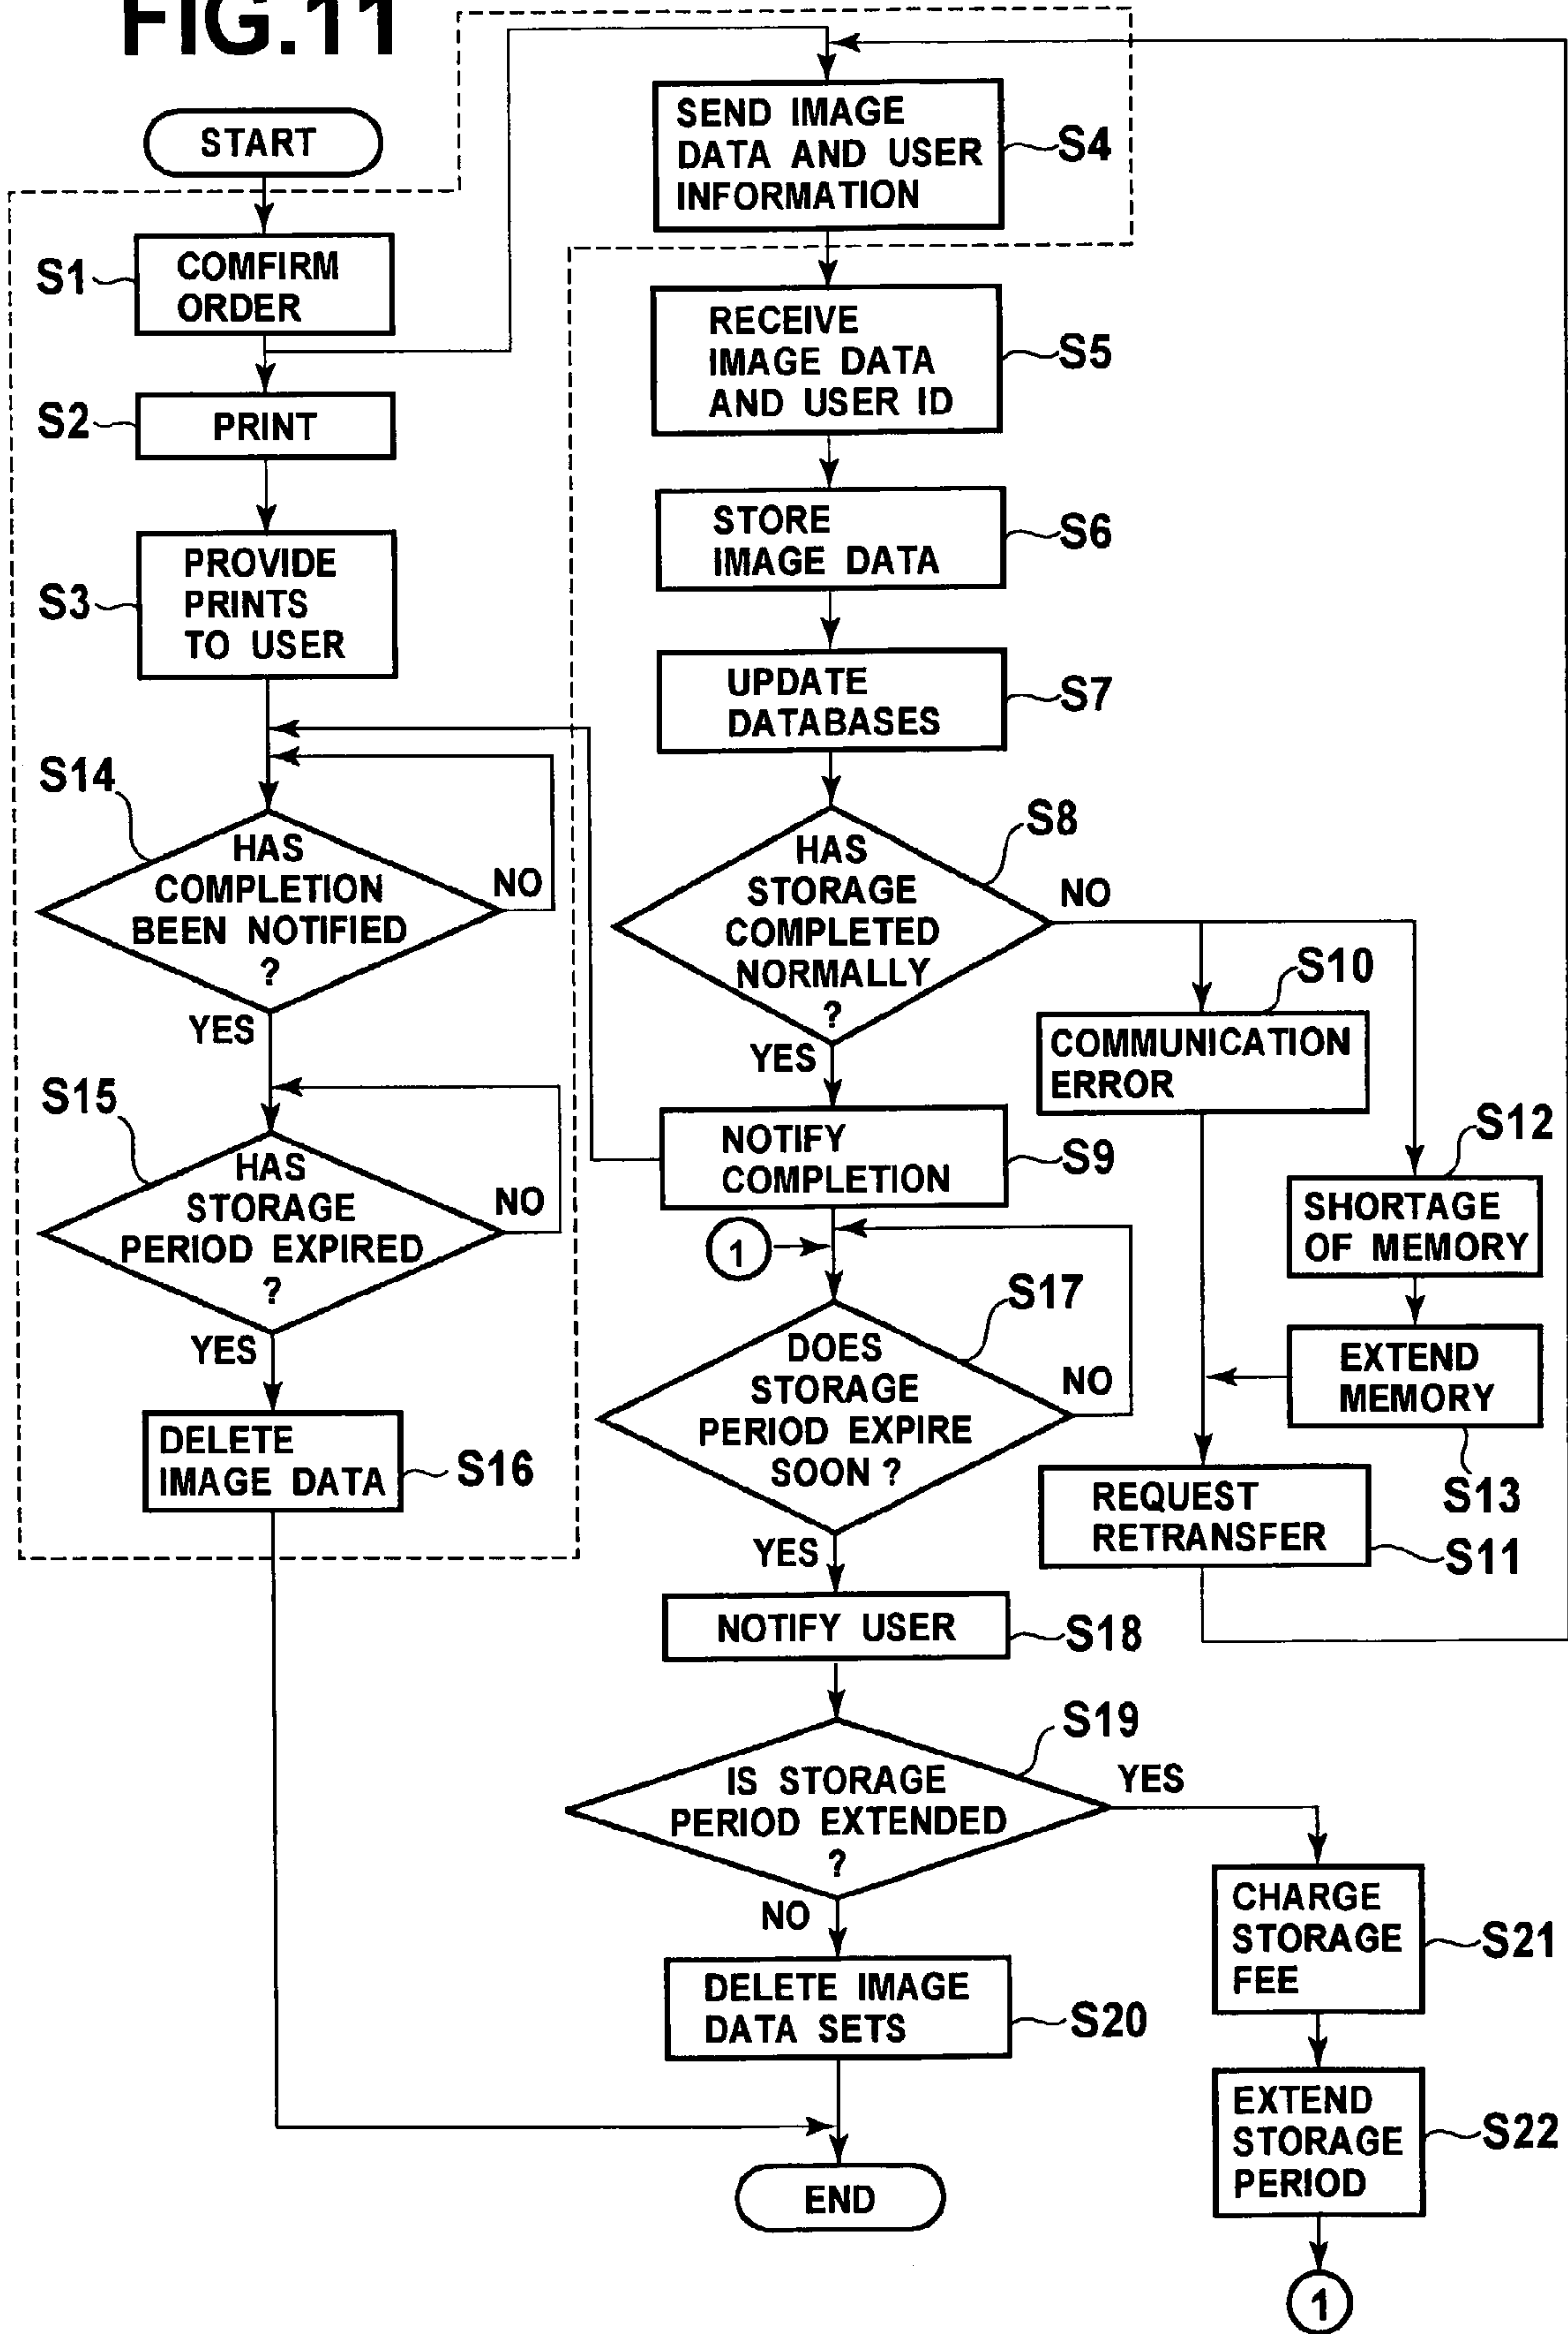 FIG.11
START
S1
COMFIRM
ORDER
S2
PRINT
S3
PROVIDE
PRINTS
TO USER
S14
HAS
COMPLETION
BEEN NOTIFIED
?
NO
YES
S15
HAS
STORAGE
PERIOD EXPIRED
?
NO
YES
DELETE
IMAGE DATA
S16
SEND IMAGE
DATA AND USER
INFORMATION
S4
RECEIVE
IMAGE DATA
AND USER ID
S5
STORE
IMAGE DATA
S6
UPDATE
DATABASES
S7
HAS
STORAGE
COMPLETED
NORMALLY
?
S8
NO
YES
NOTIFY
COMPLETION
S9
S10
COMMUNICATION
ERROR
S12
SHORTAGE
OF MEMORY
EXTEND
MEMORY
S13
REQUEST
RETRANSFER
S11
1
DOES
STORAGE
PERIOD EXPIRE
SOON ?
S17
NO
YES
NOTIFY USER
S18
IS STORAGE
PERIOD EXTENDED
?
S19
YES
NO
DELETE IMAGE
DATA SETS
S20
END
CHARGE
STORAGE
FEE
S21
EXTEND
STORAGE
PERIOD
S22
1